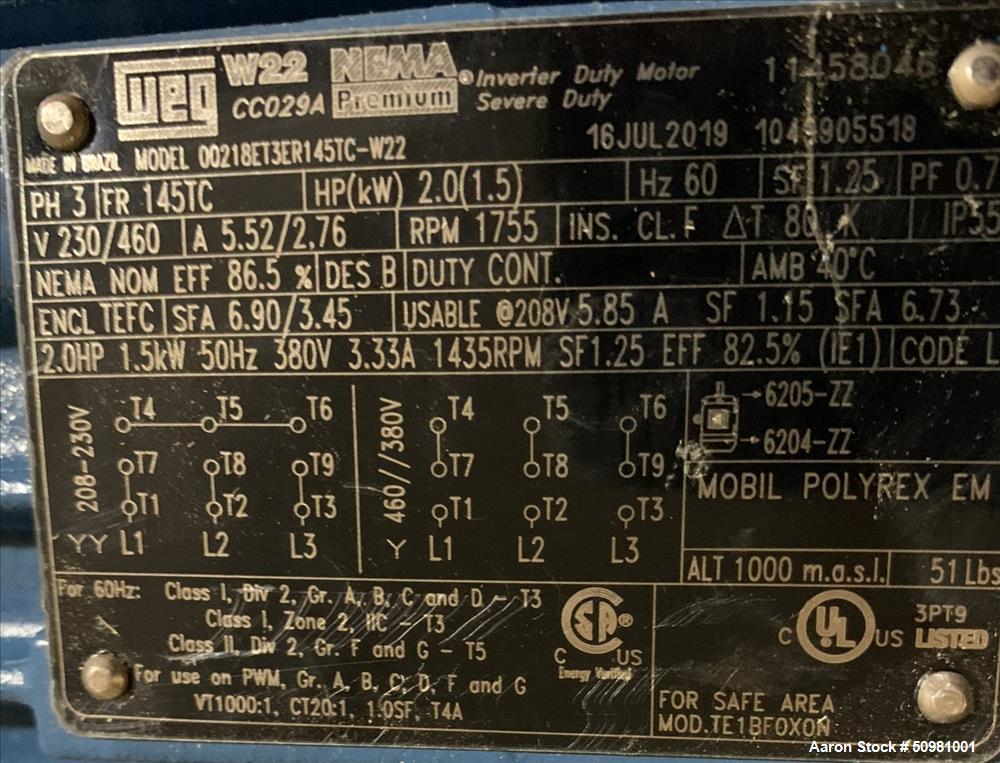 weg W22 NEMA Premium ® Inverter Duty Motor
CC029A Severe Duty
16JUL2019
MADE IN BRAZIL MODEL 00218ET3ER145TC-W22
PH 3 FR 145TC HP(kW) 2.0(1.5) Hz 60 SF 1.25 PF 0.7
V 230/460 A 5.52/2.76 RPM 1755 INS. CL. F ΔT 80 K IP55
NEMA NOM EFF 86.5 % DES B DUTY CONT. AMB 40°C
ENCL TEFC SFA 6.90/3.45 USABLE @208V 5.85 A SF 1.15 SFA 6.73
2.0HP 1.5kW 50Hz 380V 3.33A 1435RPM SF1.25 EFF 82.5% (IE1) CODE L
208-230V
T4 T5 T6
T7 T8 T9
T1 T2 T3
YY L1 L2 L3
460//380V
T4 T5 T6
T7 T8 T9
T1 T2 T3
Y L1 L2 L3
6205-ZZ
6204-ZZ
MOBIL POLYREX EM
ALT 1000 m.a.s.l. 51 Lbs
For 60Hz: Class I, Div 2, Gr. A, B, C and D - T3
Class I, Zone 2, IIC - T3
Class II, Div 2, Gr. F and G - T5
For use on PWM, Gr. A, B, C, D, F and G
VT1000:1, CT20:1, 1.0SF, T4A
SA®
C US
Energy Verified
C UL US 3PT9
LISTED
FOR SAFE AREA
MOD.TE1BF0X0N
Aaron Stock # 50981001